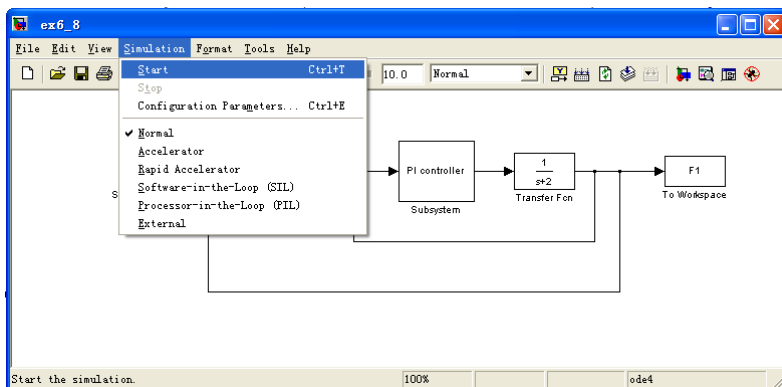 ex6_8
File Edit View Simulation Format Tools Help
10.0 Normal
Start Ctrl+T
Stop
Configuration Parameters... Ctrl+E
Normal
Accelerator
Rapid Accelerator
Software-in-the-Loop (SIL)
Processor-in-the-Loop (PIL)
External
S
PI controller
Subsystem
1
s+2
Transfer Fcn
F1
To Workspace
Start the simulation.
100%
ode4